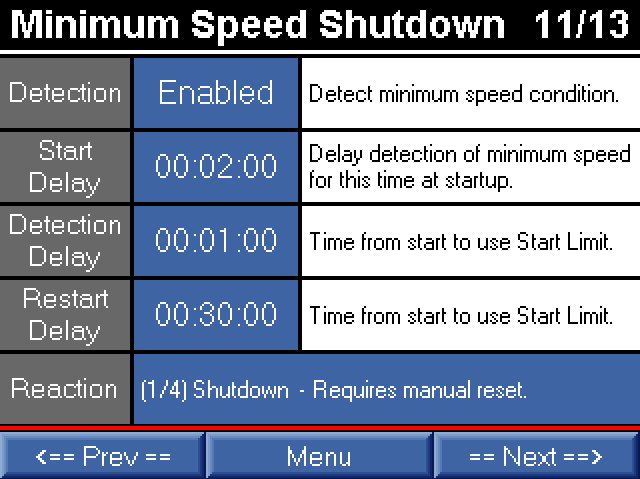 Minimum Speed Shutdown 11/13
Detection
Enabled
Detect minimum speed condition.
Start
Delay
00:02:00
Delay detection of minimum speed
for this time at startup.
Detection
Delay
00:01:00
Time from start to use Start Limit.
Restart
Delay
00:30:00
Time from start to use Start Limit.
Reaction
(1/4) Shutdown - Requires manual reset.
<== Prev ==
Menu
== Next ==>